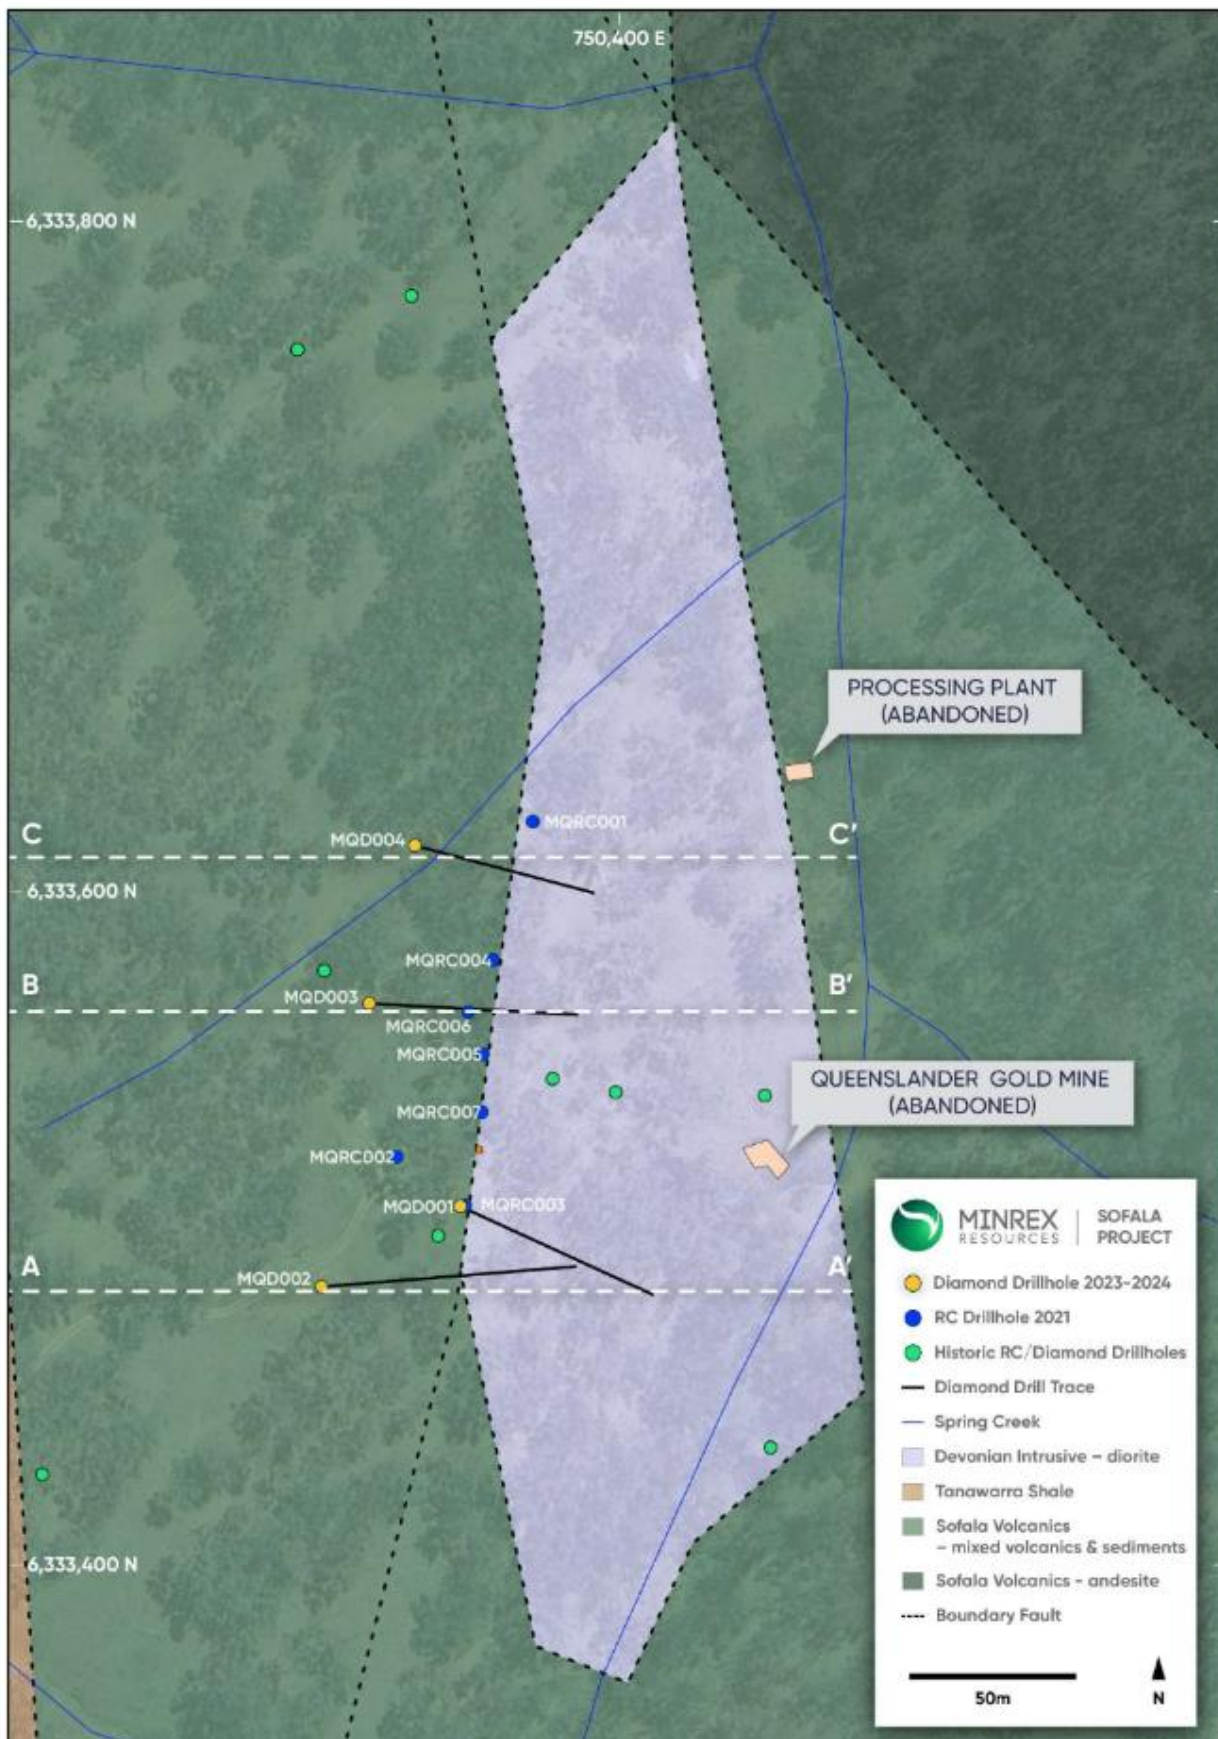 750,400 E
6,333,800 N
PROCESSING PLANT
(ABANDONED)
C
C'
MQRC001
MQD004
6,333,600 N
MQRC004
B
B'
MQD003
MQRC006
MQRC005
QUEENSLANDER GOLD MINE
(ABANDONED)
MQRC007
MQRC002
MQD001
MQRC003
A
A'
MQD002
6,333,400 N
MINREX
RESOURCES
SOFALA
PROJECT
Diamond Drillhole 2023-2024
RC Drillhole 2021
Historic RC/Diamond Drillholes
Diamond Drill Trace
Spring Creek
Devonian Intrusive – diorite
Tanawarra Shale
Sofala Volcanics
– mixed volcanics & sediments
Sofala Volcanics - andesite
Boundary Fault
50m
N